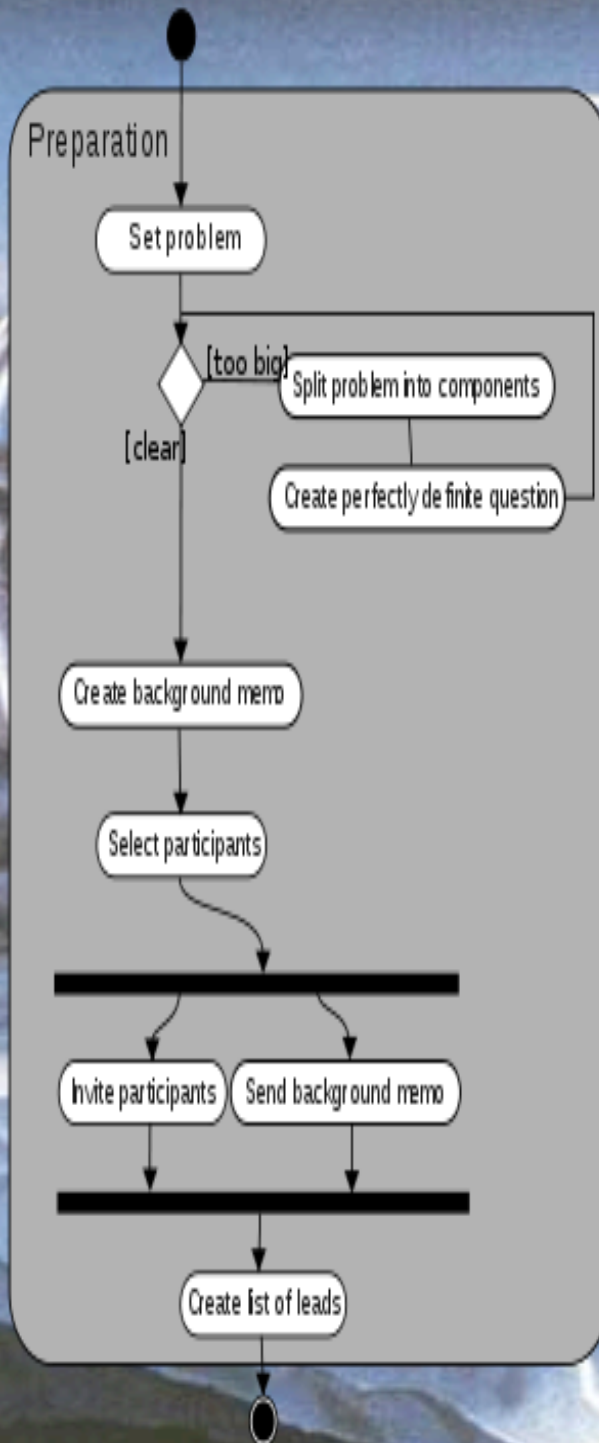 Preparation
Set problem
[too big]
Split problem into components
[clear]
Create perfectly definite question
Create background memo
Select participants
Invite participants
Send background memo
Create list of leads